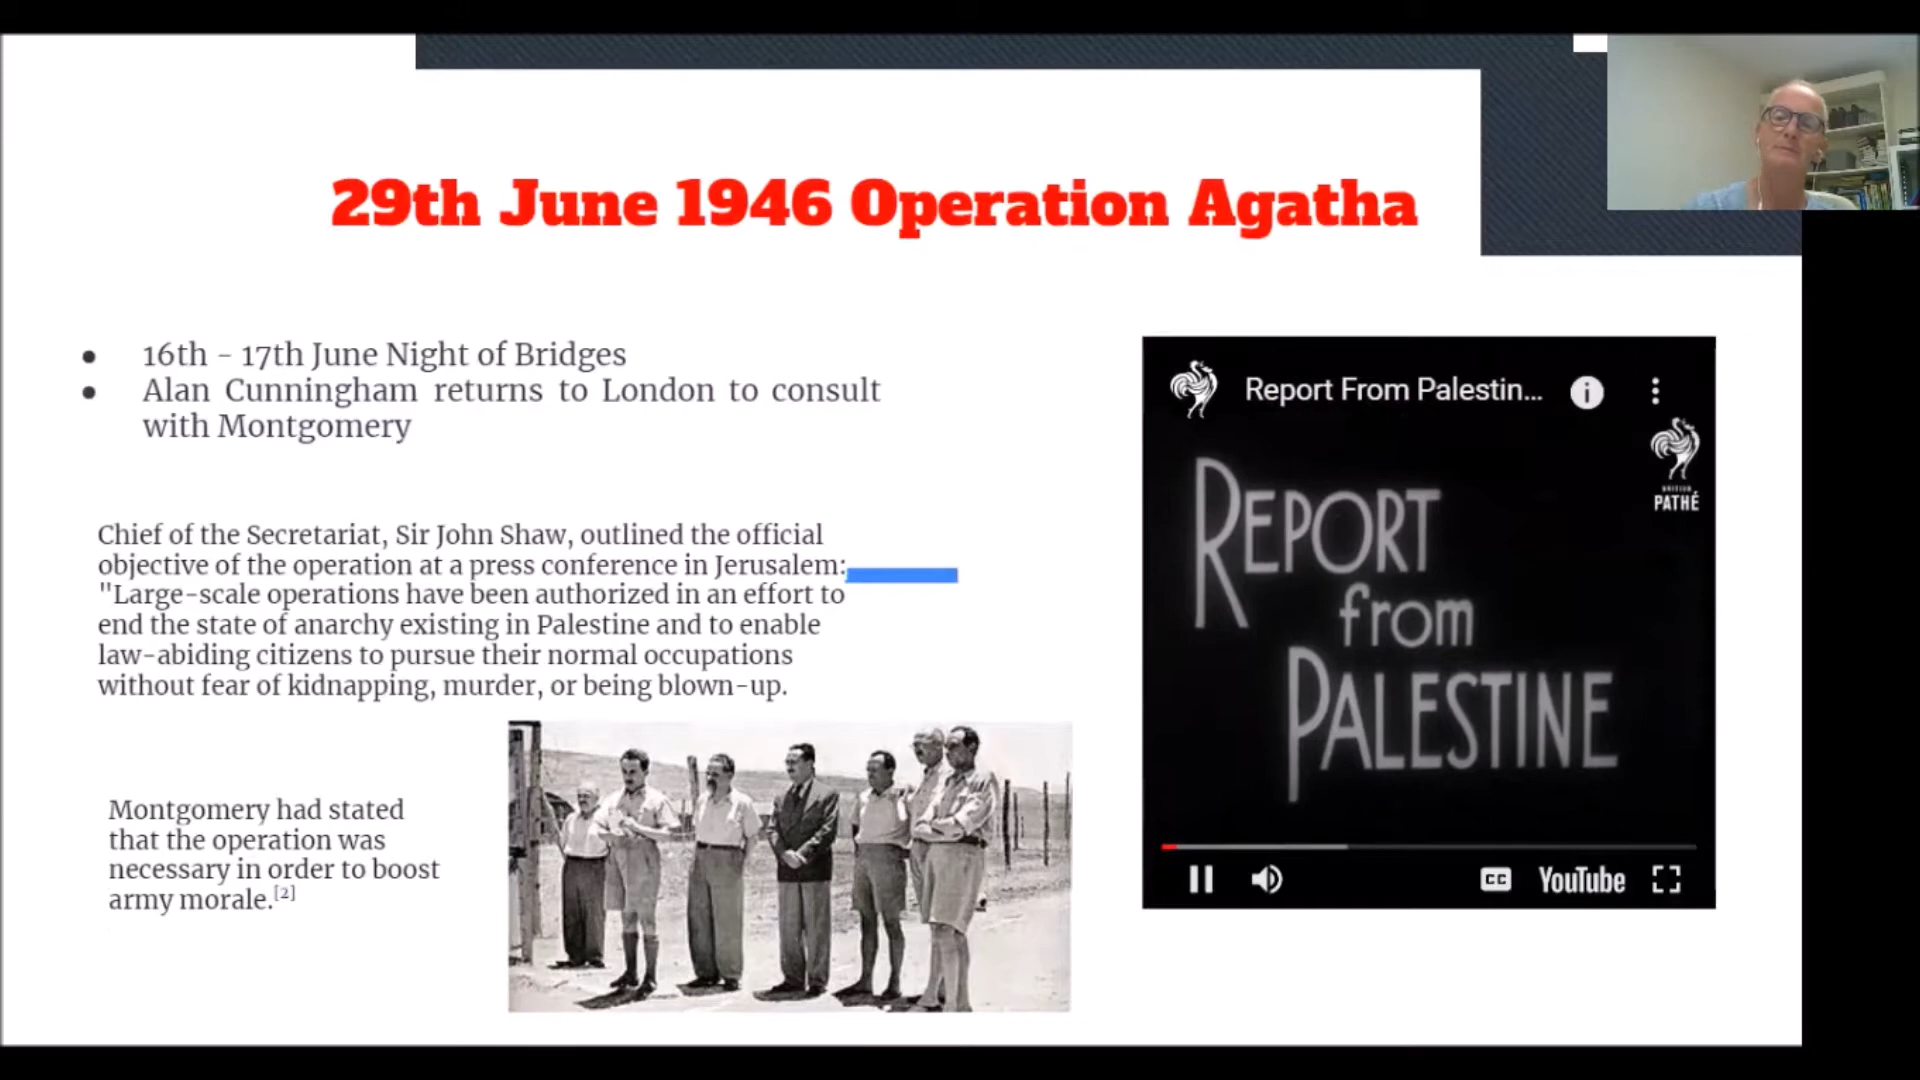 29th June 1946 Operation Agatha
● 16th - 17th June Night of Bridges
● Alan Cunningham returns to London to consult
with Montgomery
Chief of the Secretariat, Sir John Shaw, outlined the official
objective of the operation at a press conference in Jerusalem:
"Large-scale operations have been authorized in an effort to
end the state of anarchy existing in Palestine and to enable
law-abiding citizens to pursue their normal occupations
without fear of kidnapping, murder, or being blown-up.
Montgomery had stated
that the operation was
necessary in order to boost
army morale.[2]
Report From Palestin...
BRITISH
PATHÉ
REPORT
from
PALESTINE
CC YouTube